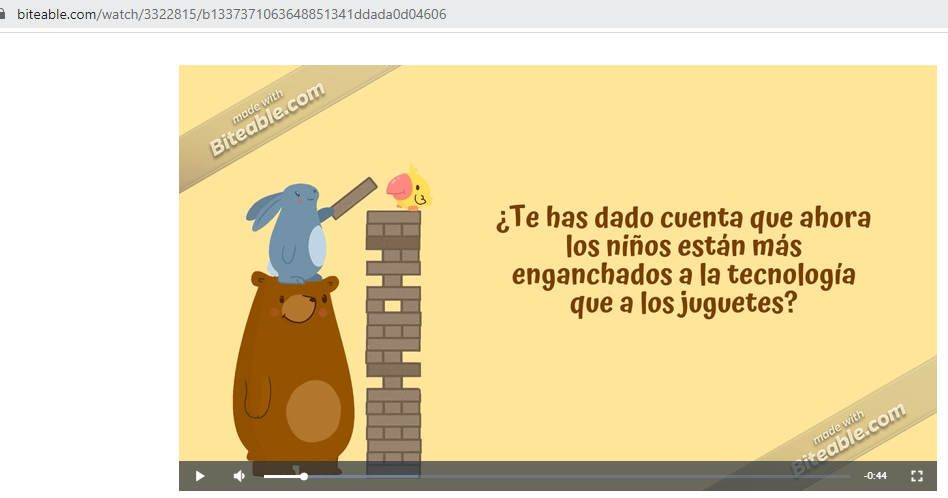 biteable.com/watch/3322815/b1337371063648851341ddada0d04606
made with
Biteable.com
¿Te has dado cuenta que ahora
los niños están más
enganchados a la tecnología
que a los juguetes?
made with
Biteable.com
-0:44